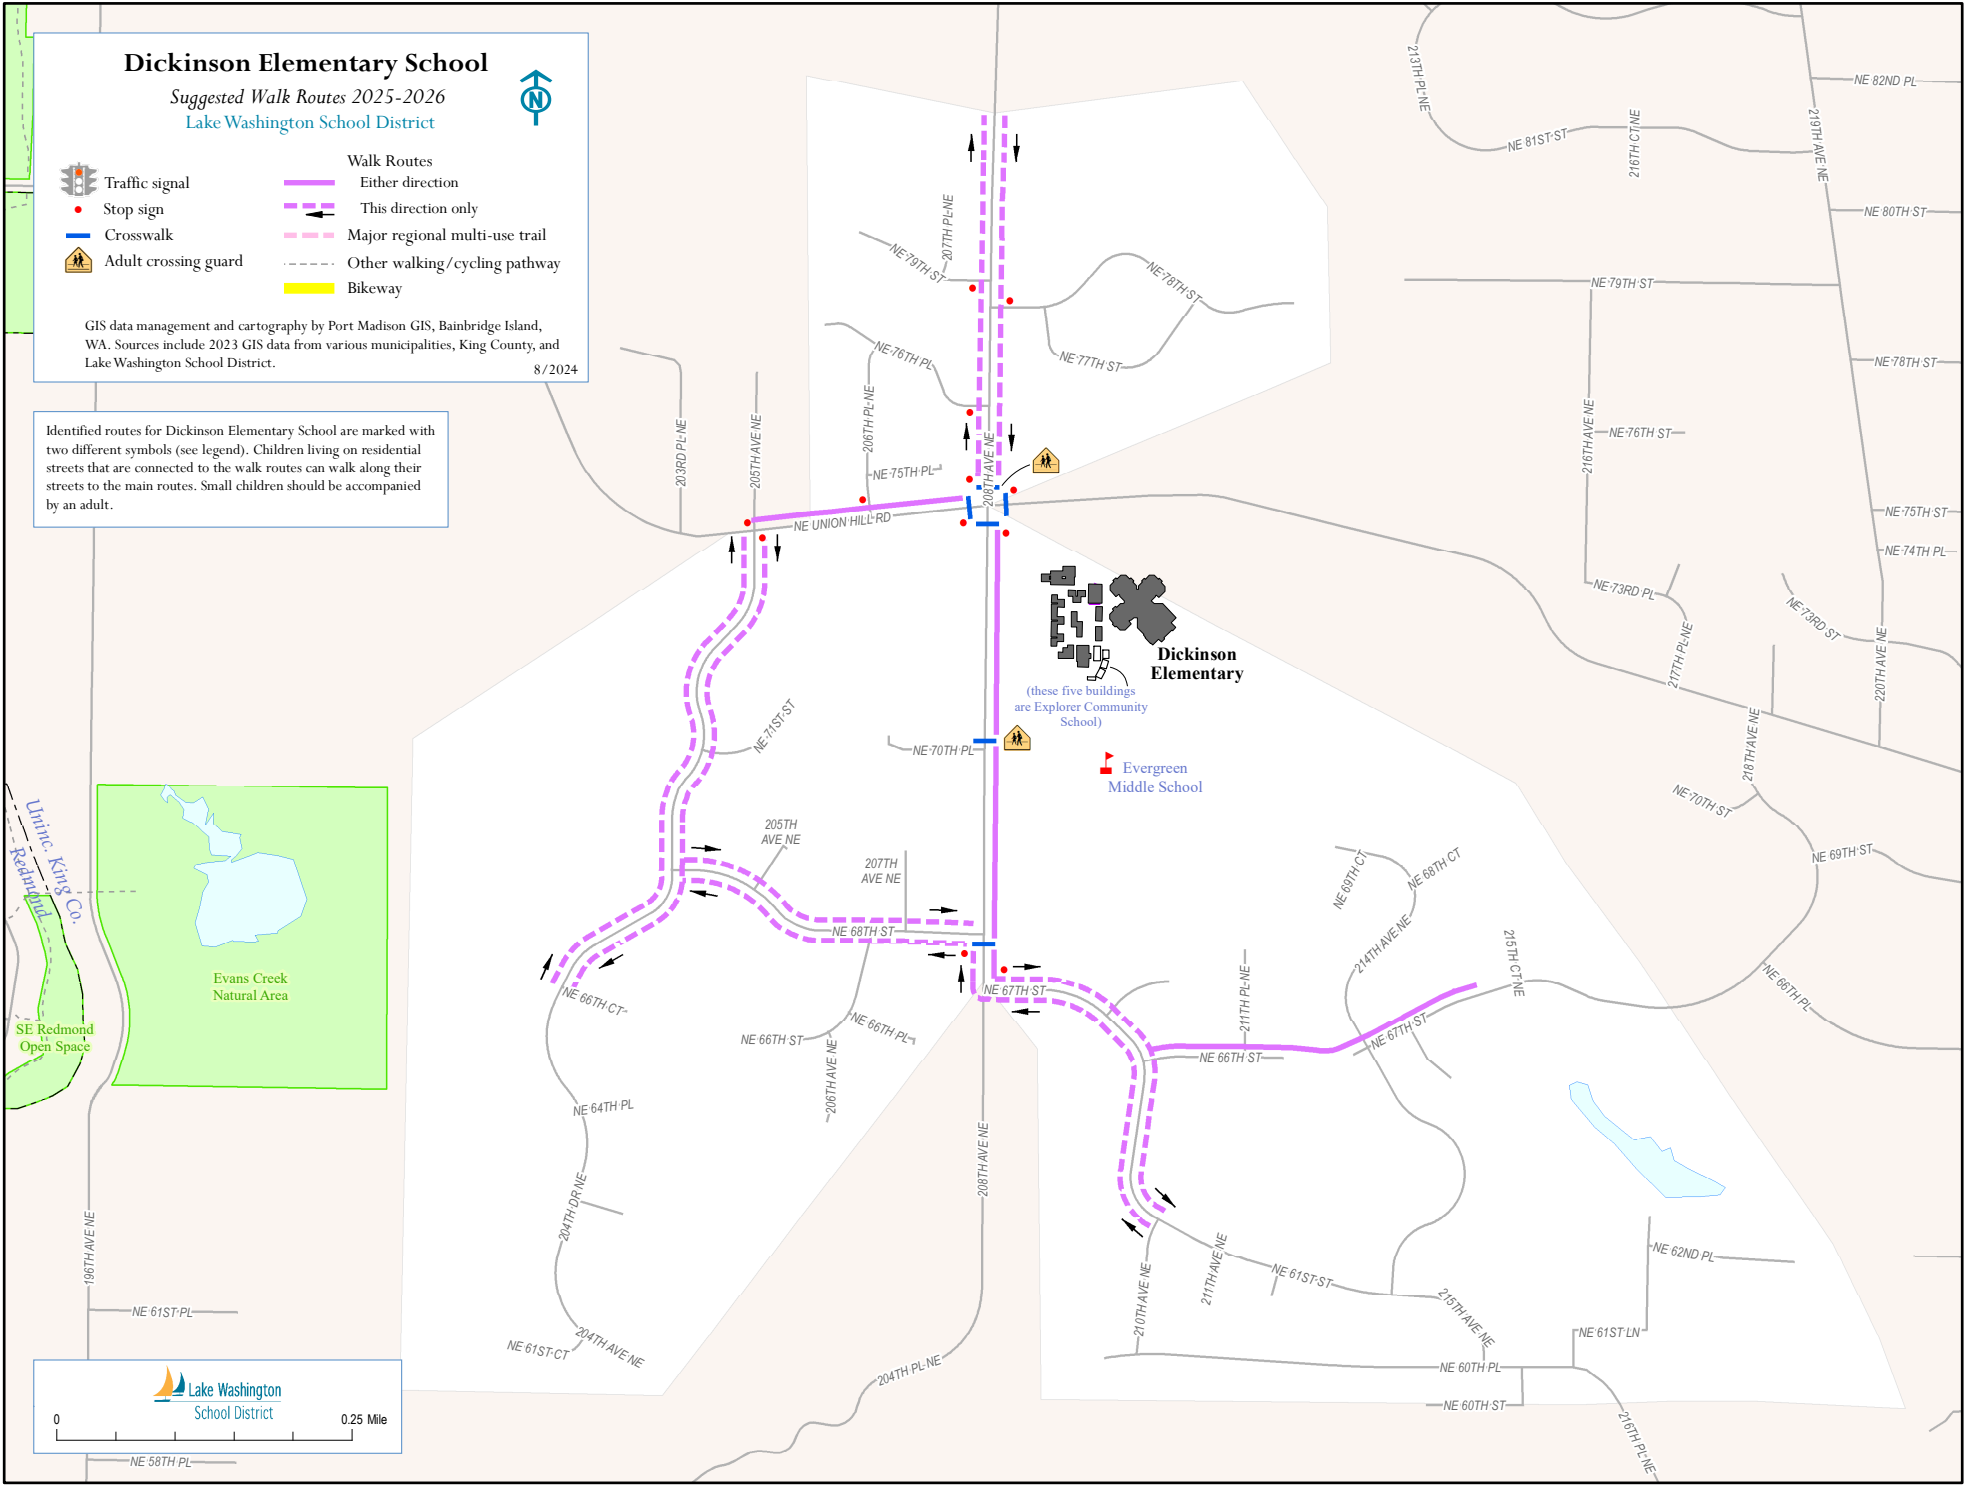 Dickinson Elementary School
Suggested Walk Routes 2025-2026
Lake Washington School District
N
Traffic signal
Stop sign
Crosswalk
Adult crossing guard
Walk Routes
Either direction
This direction only
Major regional multi-use trail
Other walking/cycling pathway
Bikeway
GIS data management and cartography by Port Madison GIS, Bainbridge Island,
WA. Sources include 2023 GIS data from various municipalities, King County, and
Lake Washington School District.
8/2024
Identified routes for Dickinson Elementary School are marked with
two different symbols (see legend). Children living on residential
streets that are connected to the walk routes can walk along their
streets to the main routes. Small children should be accompanied
by an adult.
213TH PL NE
NE 82ND PL
NE 81ST ST
216TH CT NE
219TH AVE NE
NE 80TH ST
207TH PL NE
NE 79TH ST
NE 78TH ST
NE 79TH ST
NE 76TH PL
NE 77TH ST
NE 78TH ST
203RD PL NE
205TH AVE NE
206TH PL NE
NE 75TH PL
208TH AVE NE
216TH AVE NE
NE 76TH ST
NE UNION HILL RD
NE 75TH ST
NE 74TH PL
NE 73RD PL
NE 73RD ST
217TH PL NE
220TH AVE NE
Dickinson
Elementary
(these five buildings
are Explorer Community
School)
NE 71ST ST
NE 70TH PL
Evergreen
Middle School
218TH AVE NE
NE 70TH ST
Uninc. King Co.
Redmond
205TH
AVE NE
207TH
AVE NE
NE 69TH CT
NE 68TH CT
NE 69TH ST
NE 68TH ST
214TH AVE NE
215TH CT NE
Evans Creek
Natural Area
NE 66TH CT
NE 67TH ST
211TH PL NE
NE 66TH PL
SE Redmond
Open Space
NE 66TH ST
NE 66TH PL
206TH AVE NE
NE 66TH ST
NE 67TH ST
NE 64TH PL
208TH AVE NE
204TH DR NE
196TH AVE NE
211TH AVE NE
210TH AVE NE
NE 61ST ST
NE 62ND PL
NE 61ST PL
215TH AVE NE
NE 61ST LN
NE 61ST CT
204TH AVE NE
204TH PL NE
NE 60TH PL
NE 60TH ST
216TH PL NE
Lake Washington
School District
0
0.25 Mile
NE 58TH PL